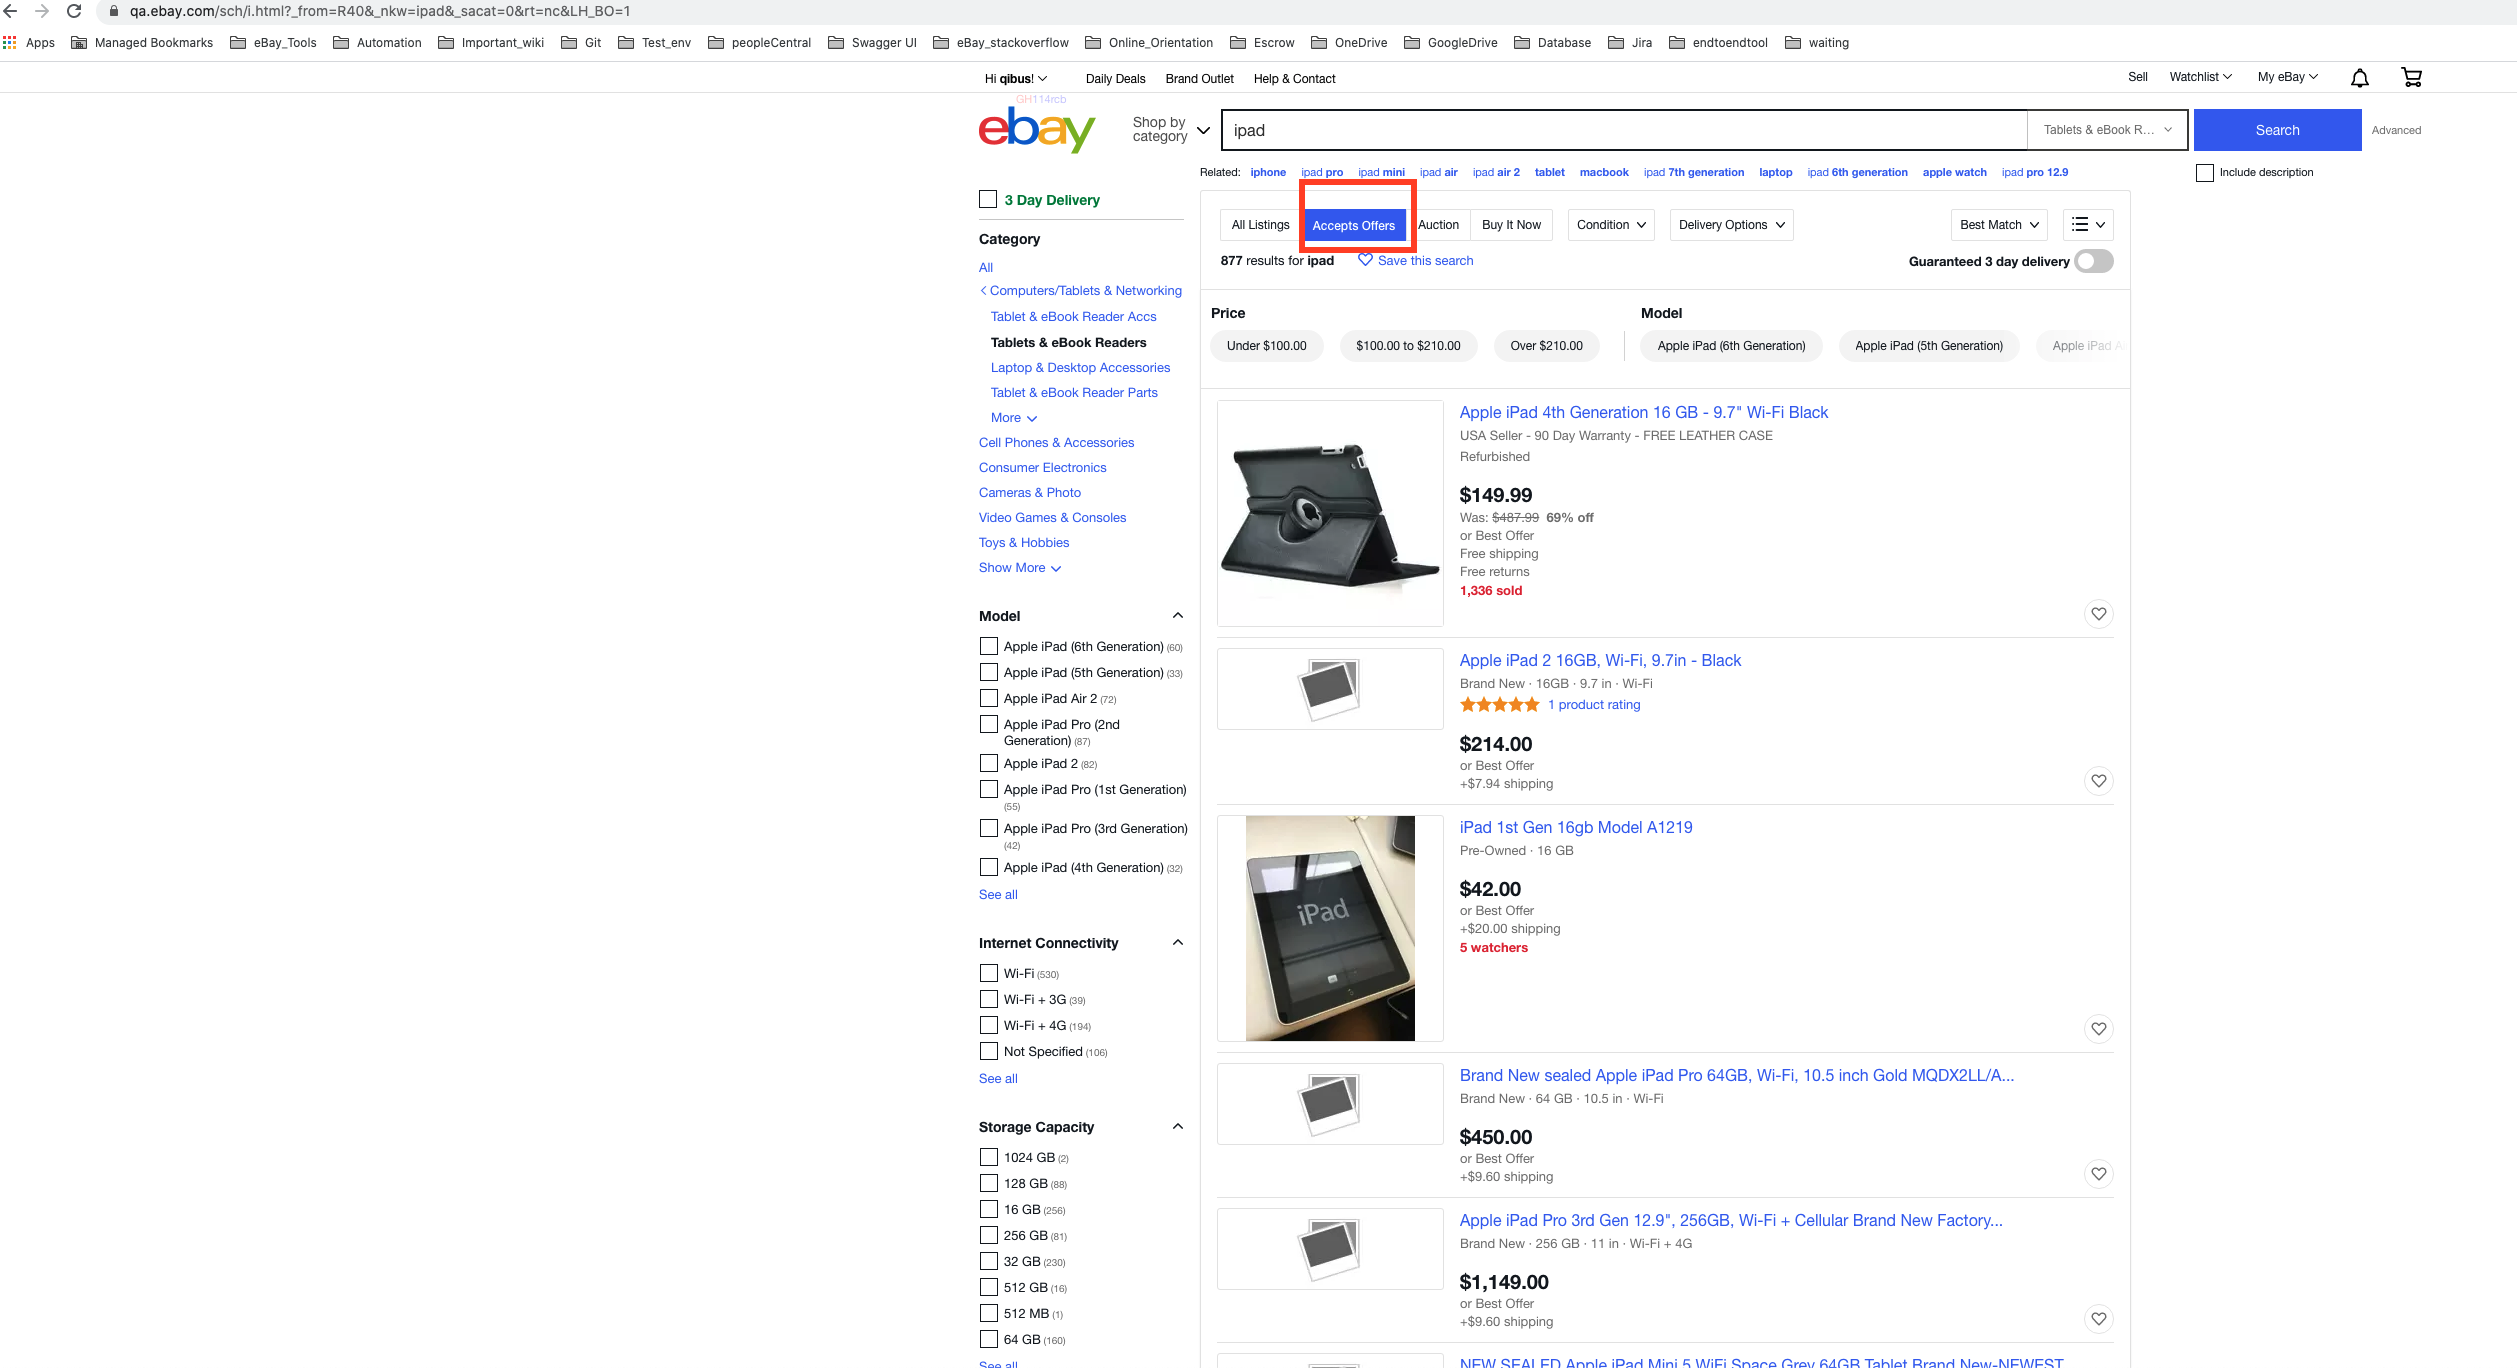 qa.ebay.com/sch/i.html?_from=R40&_nkw=ipad&_sacat=0&rt=nc&LH_BO=1
Apps Managed Bookmarks eBay_Tools Automation Important_wiki Git Test_env peopleCentral Swagger UI eBay_stackoverflow Online_Orientation Escrow OneDrive GoogleDrive Database Jira endtoendtool waiting
Hi qibus! Daily Deals Brand Outlet Help & Contact Sell Watchlist My eBay
GH114rcb
ebay
Shop by
category
ipad
Tablets & eBook R...
Search
Advanced
Related: iphone ipad pro ipad mini ipad air ipad air 2 tablet macbook ipad 7th generation laptop ipad 6th generation apple watch ipad pro 12.9
Include description
3 Day Delivery
Category
All
Computers/Tablets & Networking
Tablet & eBook Reader Accs
Tablets & eBook Readers
Laptop & Desktop Accessories
Tablet & eBook Reader Parts
More
Cell Phones & Accessories
Consumer Electronics
Cameras & Photo
Video Games & Consoles
Toys & Hobbies
Show More
Model
Apple iPad (6th Generation) (60)
Apple iPad (5th Generation) (33)
Apple iPad Air 2 (72)
Apple iPad Pro (2nd
Generation) (87)
Apple iPad 2 (82)
Apple iPad Pro (1st Generation)
(55)
Apple iPad Pro (3rd Generation)
(42)
Apple iPad (4th Generation) (32)
See all
Internet Connectivity
Wi-Fi (530)
Wi-Fi + 3G (39)
Wi-Fi + 4G (194)
Not Specified (106)
See all
Storage Capacity
1024 GB (2)
128 GB (88)
16 GB (256)
256 GB (81)
32 GB (230)
512 GB (16)
512 MB (1)
64 GB (160)
See all
All Listings Accepts Offers Auction Buy It Now Condition Delivery Options Best Match
877 results for ipad Save this search Guaranteed 3 day delivery
Price
Under $100.00 $100.00 to $210.00 Over $210.00
Model
Apple iPad (6th Generation) Apple iPad (5th Generation) Apple iPad A
Apple iPad 4th Generation 16 GB - 9.7" Wi-Fi Black
USA Seller - 90 Day Warranty - FREE LEATHER CASE
Refurbished
$149.99
Was: $487.99 69% off
or Best Offer
Free shipping
Free returns
1,336 sold
Apple iPad 2 16GB, Wi-Fi, 9.7in - Black
Brand New · 16GB · 9.7 in · Wi-Fi
1 product rating
$214.00
or Best Offer
+$7.94 shipping
iPad 1st Gen 16gb Model A1219
Pre-Owned · 16 GB
iPad
$42.00
or Best Offer
+$20.00 shipping
5 watchers
Brand New sealed Apple iPad Pro 64GB, Wi-Fi, 10.5 inch Gold MQDX2LL/A...
Brand New · 64 GB · 10.5 in · Wi-Fi
$450.00
or Best Offer
+$9.60 shipping
Apple iPad Pro 3rd Gen 12.9", 256GB, Wi-Fi + Cellular Brand New Factory...
Brand New · 256 GB · 11 in · Wi-Fi + 4G
$1,149.00
or Best Offer
+$9.60 shipping
NEW SEALED Apple iPad Mini 5 WiFi Space Grey 64GB Tablet Brand New-NEWEST